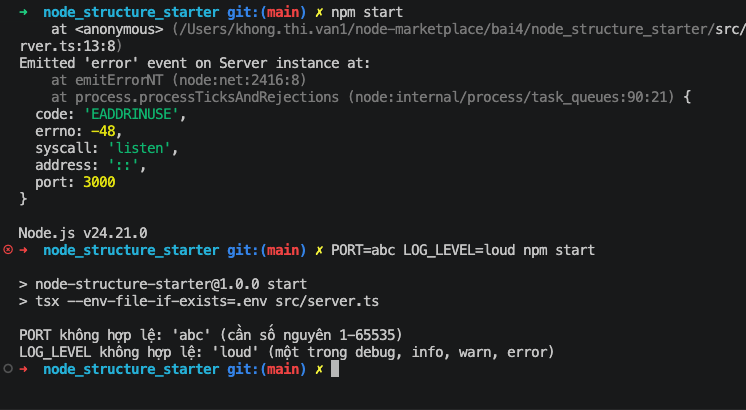 ➜  node_structure_starter git:(main) ✗ npm start
    at <anonymous> (/Users/khong.thi.van1/node-marketplace/bai4/node_structure_starter/src/se
rver.ts:13:8)
Emitted 'error' event on Server instance at:
    at emitErrorNT (node:net:2416:8)
    at process.processTicksAndRejections (node:internal/process/task_queues:90:21) {
  code: 'EADDRINUSE',
  errno: -48,
  syscall: 'listen',
  address: '::',
  port: 3000
}
Node.js v24.21.0
➜  node_structure_starter git:(main) ✗ PORT=abc LOG_LEVEL=loud npm start
> node-structure-starter@1.0.0 start
> tsx --env-file-if-exists=.env src/server.ts
PORT không hợp lệ: 'abc' (cần số nguyên 1-65535)
LOG_LEVEL không hợp lệ: 'loud' (một trong debug, info, warn, error)
➜  node_structure_starter git:(main) ✗